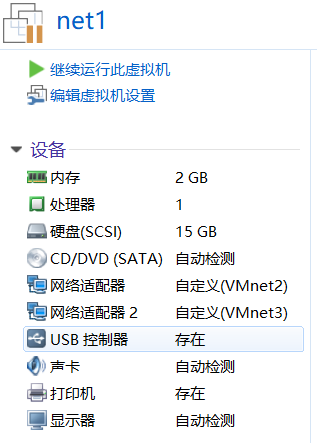 net1
继续运行此虚拟机
编辑虚拟机设置
设备
内存 2 GB
处理器 1
硬盘(SCSI) 15 GB
CD/DVD (SATA) 自动检测
网络适配器 自定义(VMnet2)
网络适配器 2 自定义(VMnet3)
USB 控制器 存在
声卡 自动检测
打印机 存在
显示器 自动检测